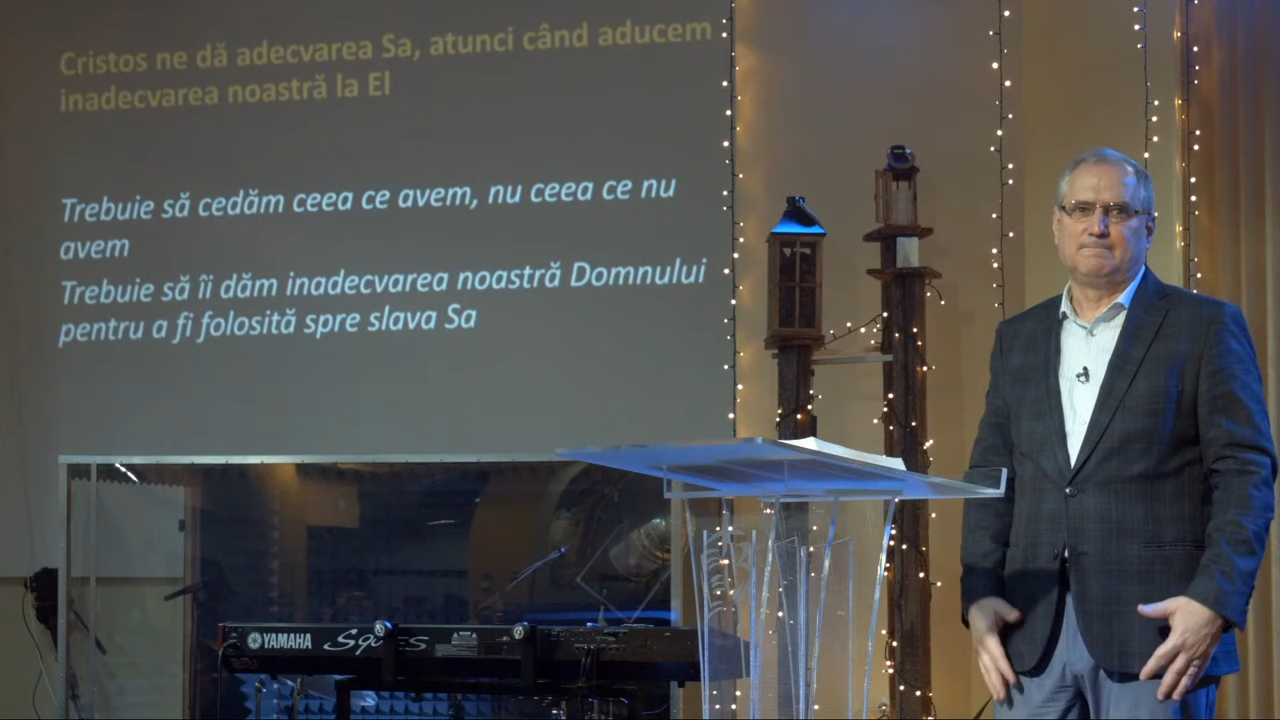 Cristos ne dă adecvarea Sa, atunci când aducem
inadecvarea noastră la El
Trebuie să cedăm ceea ce avem, nu ceea ce nu
avem
Trebuie să îi dăm inadecvarea noastră Domnului
pentru a fi folosită spre slava Sa
YAMAHA